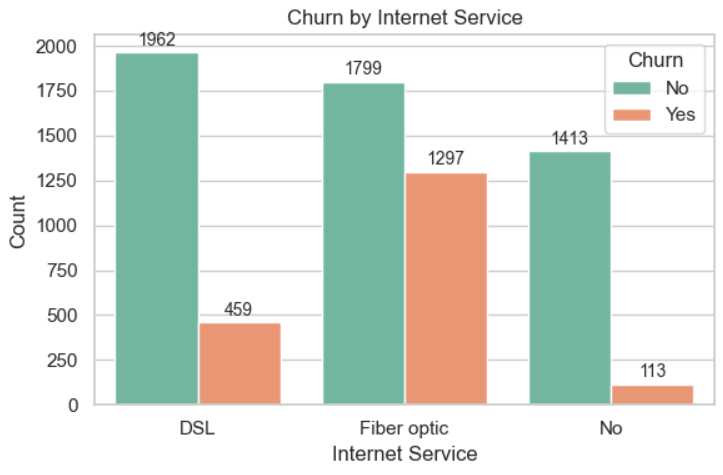 Churn by Internet Service
Churn
No
Yes
Count
2000
1750
1500
1250
1000
750
500
250
0
1962
459
1799
1297
1413
113
DSL
Fiber optic
No
Internet Service